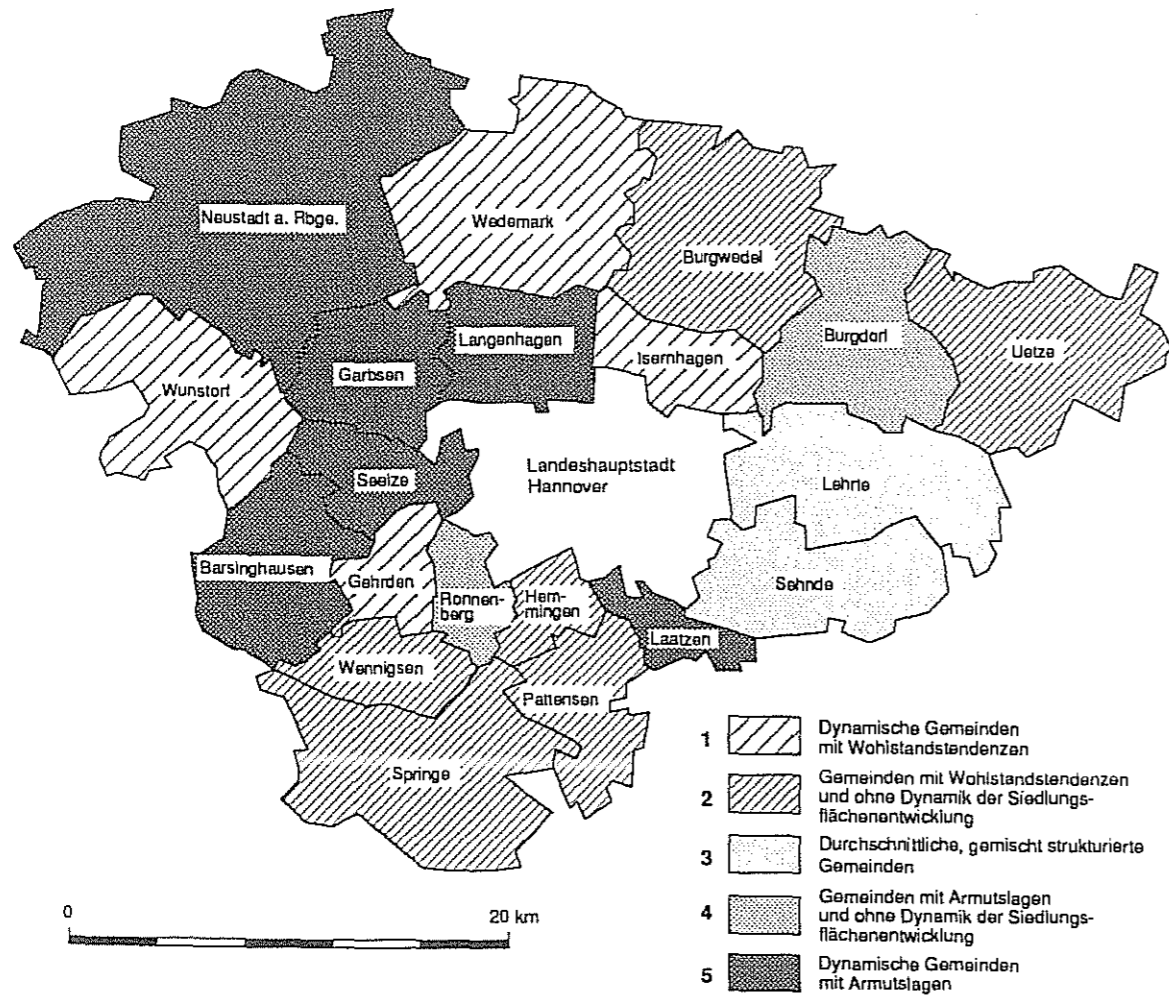 Neustadt a. Rbge.
Wedemark
Burgwedel
Langenhagen
Isernhagen
Burgdorf
Uetze
Garbsen
Wunstorf
Seelze
Landeshauptstadt
Hannover
Lehrte
Barsinghausen
Gehrden
Ronnen-
berg
Hem-
mingen
Sehnde
Laatzen
Wennigsen
Pattensen
Springe
1 Dynamische Gemeinden
mit Wohlstandstendenzen
2 Gemeinden mit Wohlstandstendenzen
und ohne Dynamik der Siedlungs-
flächenentwicklung
3 Durchschnittliche, gemischt strukturierte
Gemeinden
4 Gemeinden mit Armutslagen
und ohne Dynamik der Siedlungs-
flächenentwicklung
5 Dynamische Gemeinden
mit Armutslagen
0 20 km